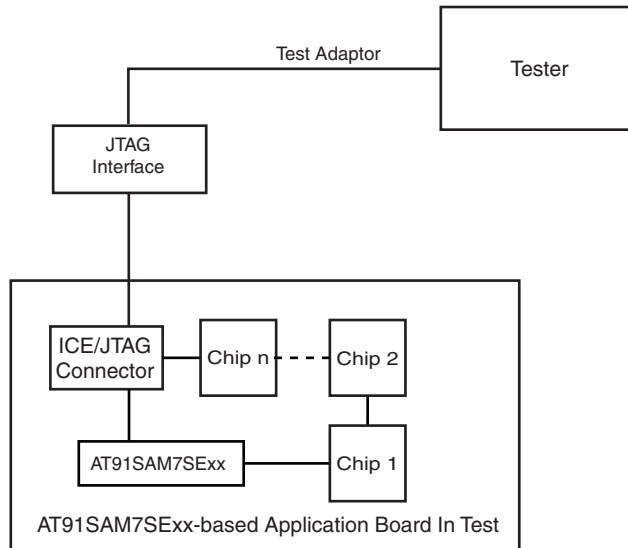 Test Adaptor
Tester
JTAG
Interface
ICE/JTAG
Connector
Chip n
Chip 2
AT91SAM7SExx
Chip 1
AT91SAM7SExx-based Application Board In Test